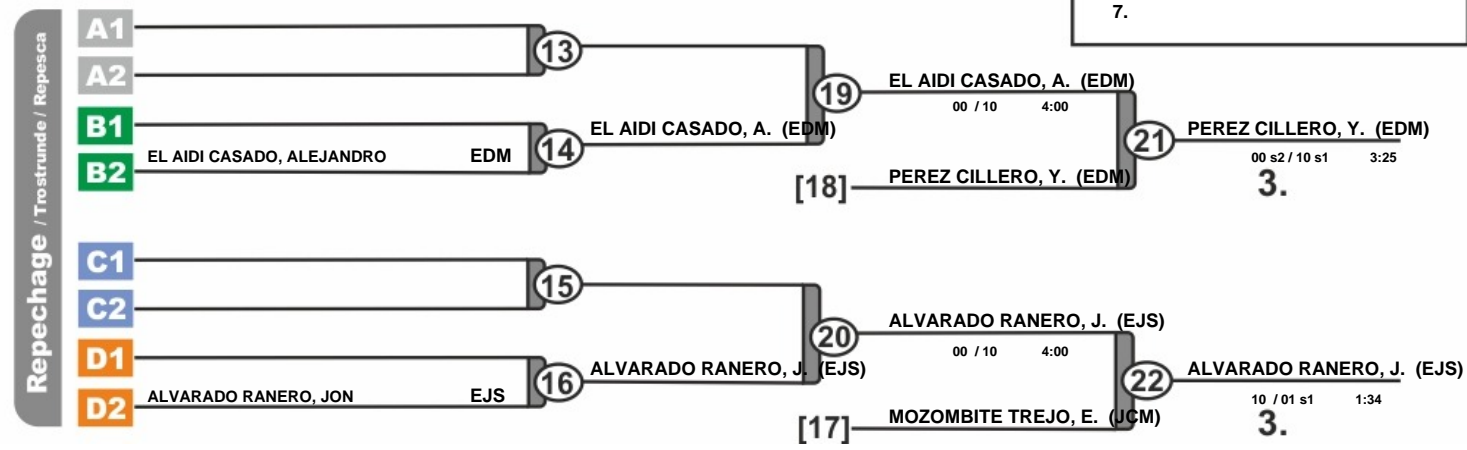 7.
Repechage / Trostrunde / Repesca
A1
13
A2
19
EL AIDI CASADO, A. (EDM)
00 / 10 4:00
B1
EL AIDI CASADO, A. (EDM)
21
PEREZ CILLERO, Y. (EDM)
B2
EL AIDI CASADO, ALEJANDRO EDM
14
00 s2 / 10 s1 3:25
[18]
PEREZ CILLERO, Y. (EDM)
3.
C1
15
C2
ALVARADO RANERO, J. (EJS)
20
00 / 10 4:00
D1
ALVARADO RANERO, J. (EJS)
16
22
ALVARADO RANERO, J. (EJS)
D2
ALVARADO RANERO, JON EJS
10 / 01 s1 1:34
[17]
MOZOMBITE TREJO, E. (JCM)
3.